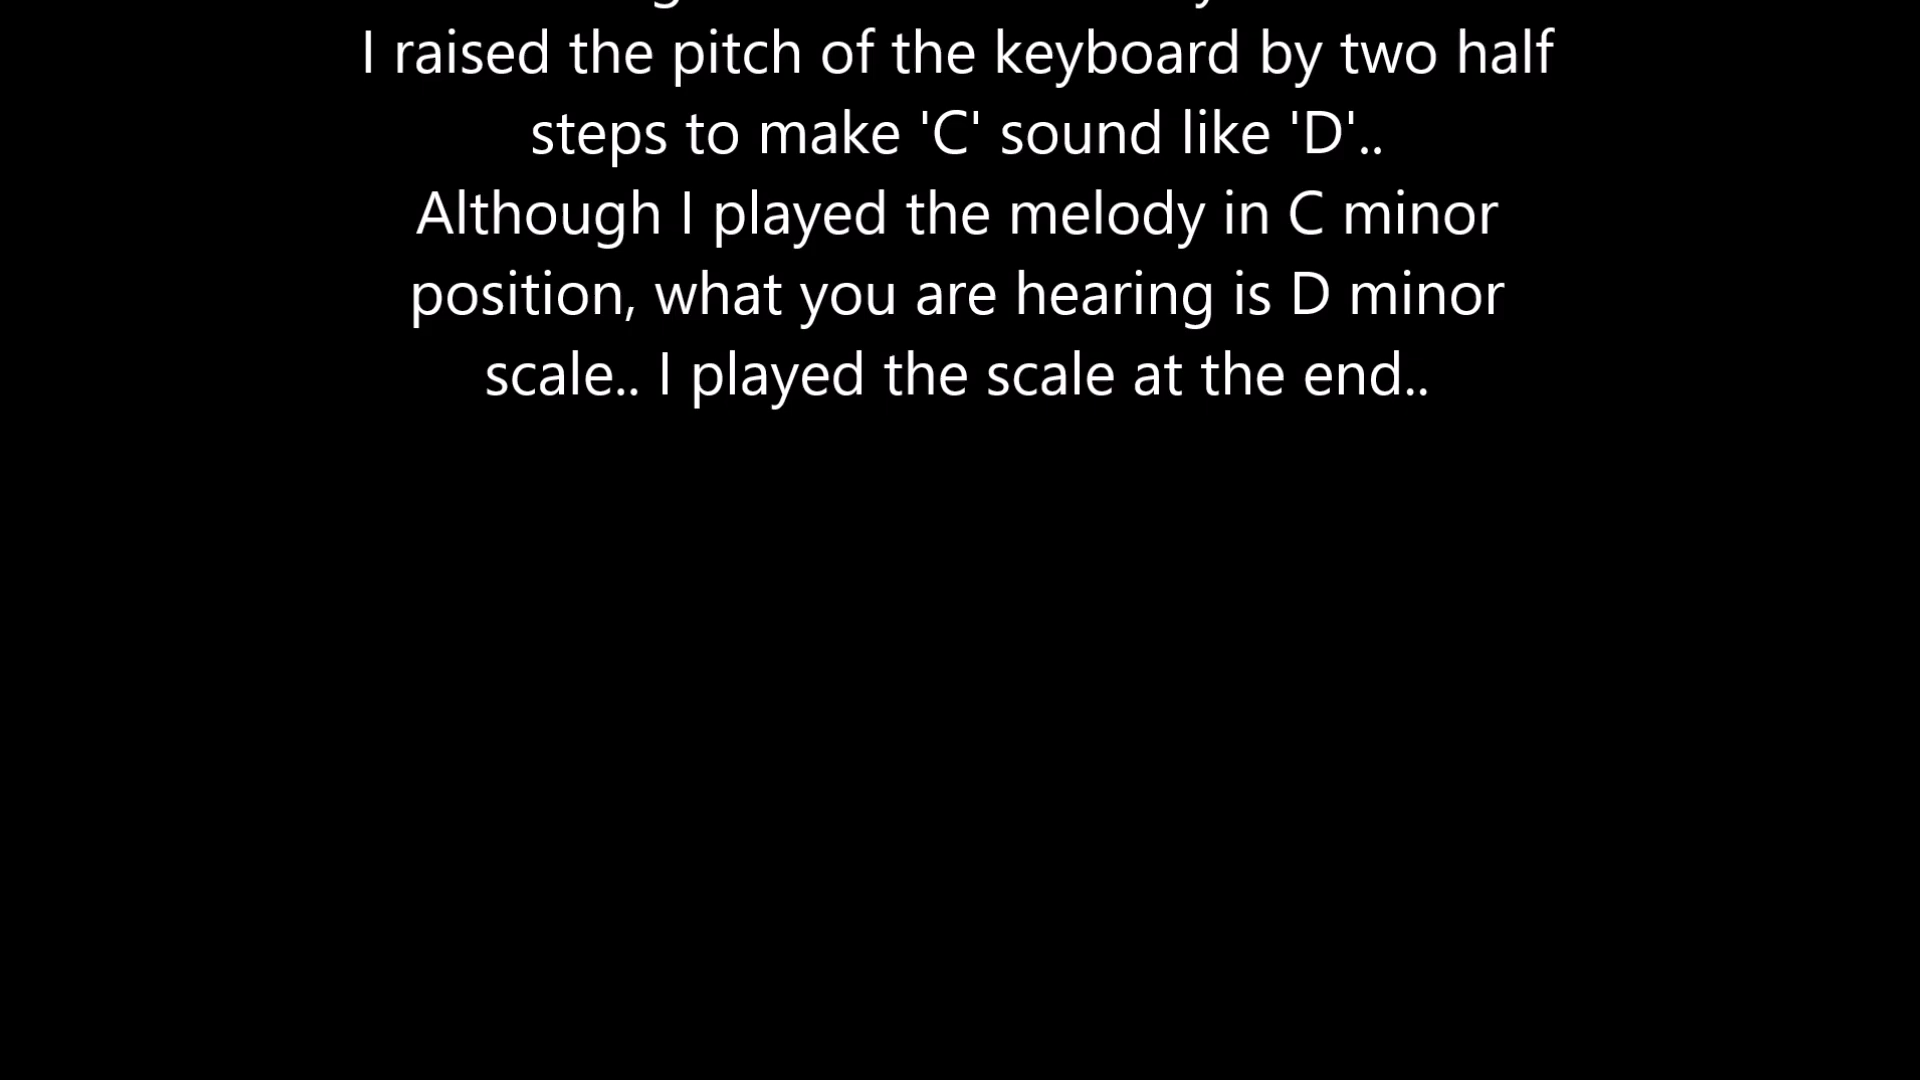 I raised the pitch of the keyboard by two half
steps to make 'C' sound like 'D'..
Although I played the melody in C minor
position, what you are hearing is D minor
scale.. I played the scale at the end..